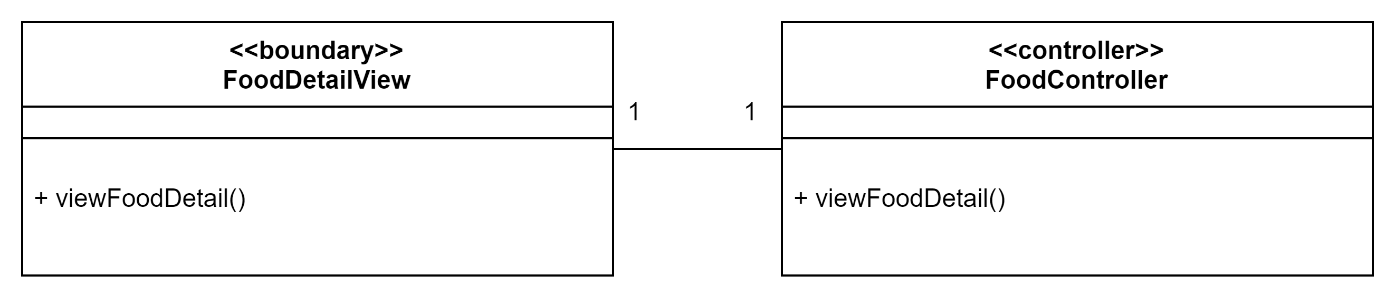 <<boundary>>
FoodDetailView
+ viewFoodDetail()
1
1
<<controller>>
FoodController
+ viewFoodDetail()